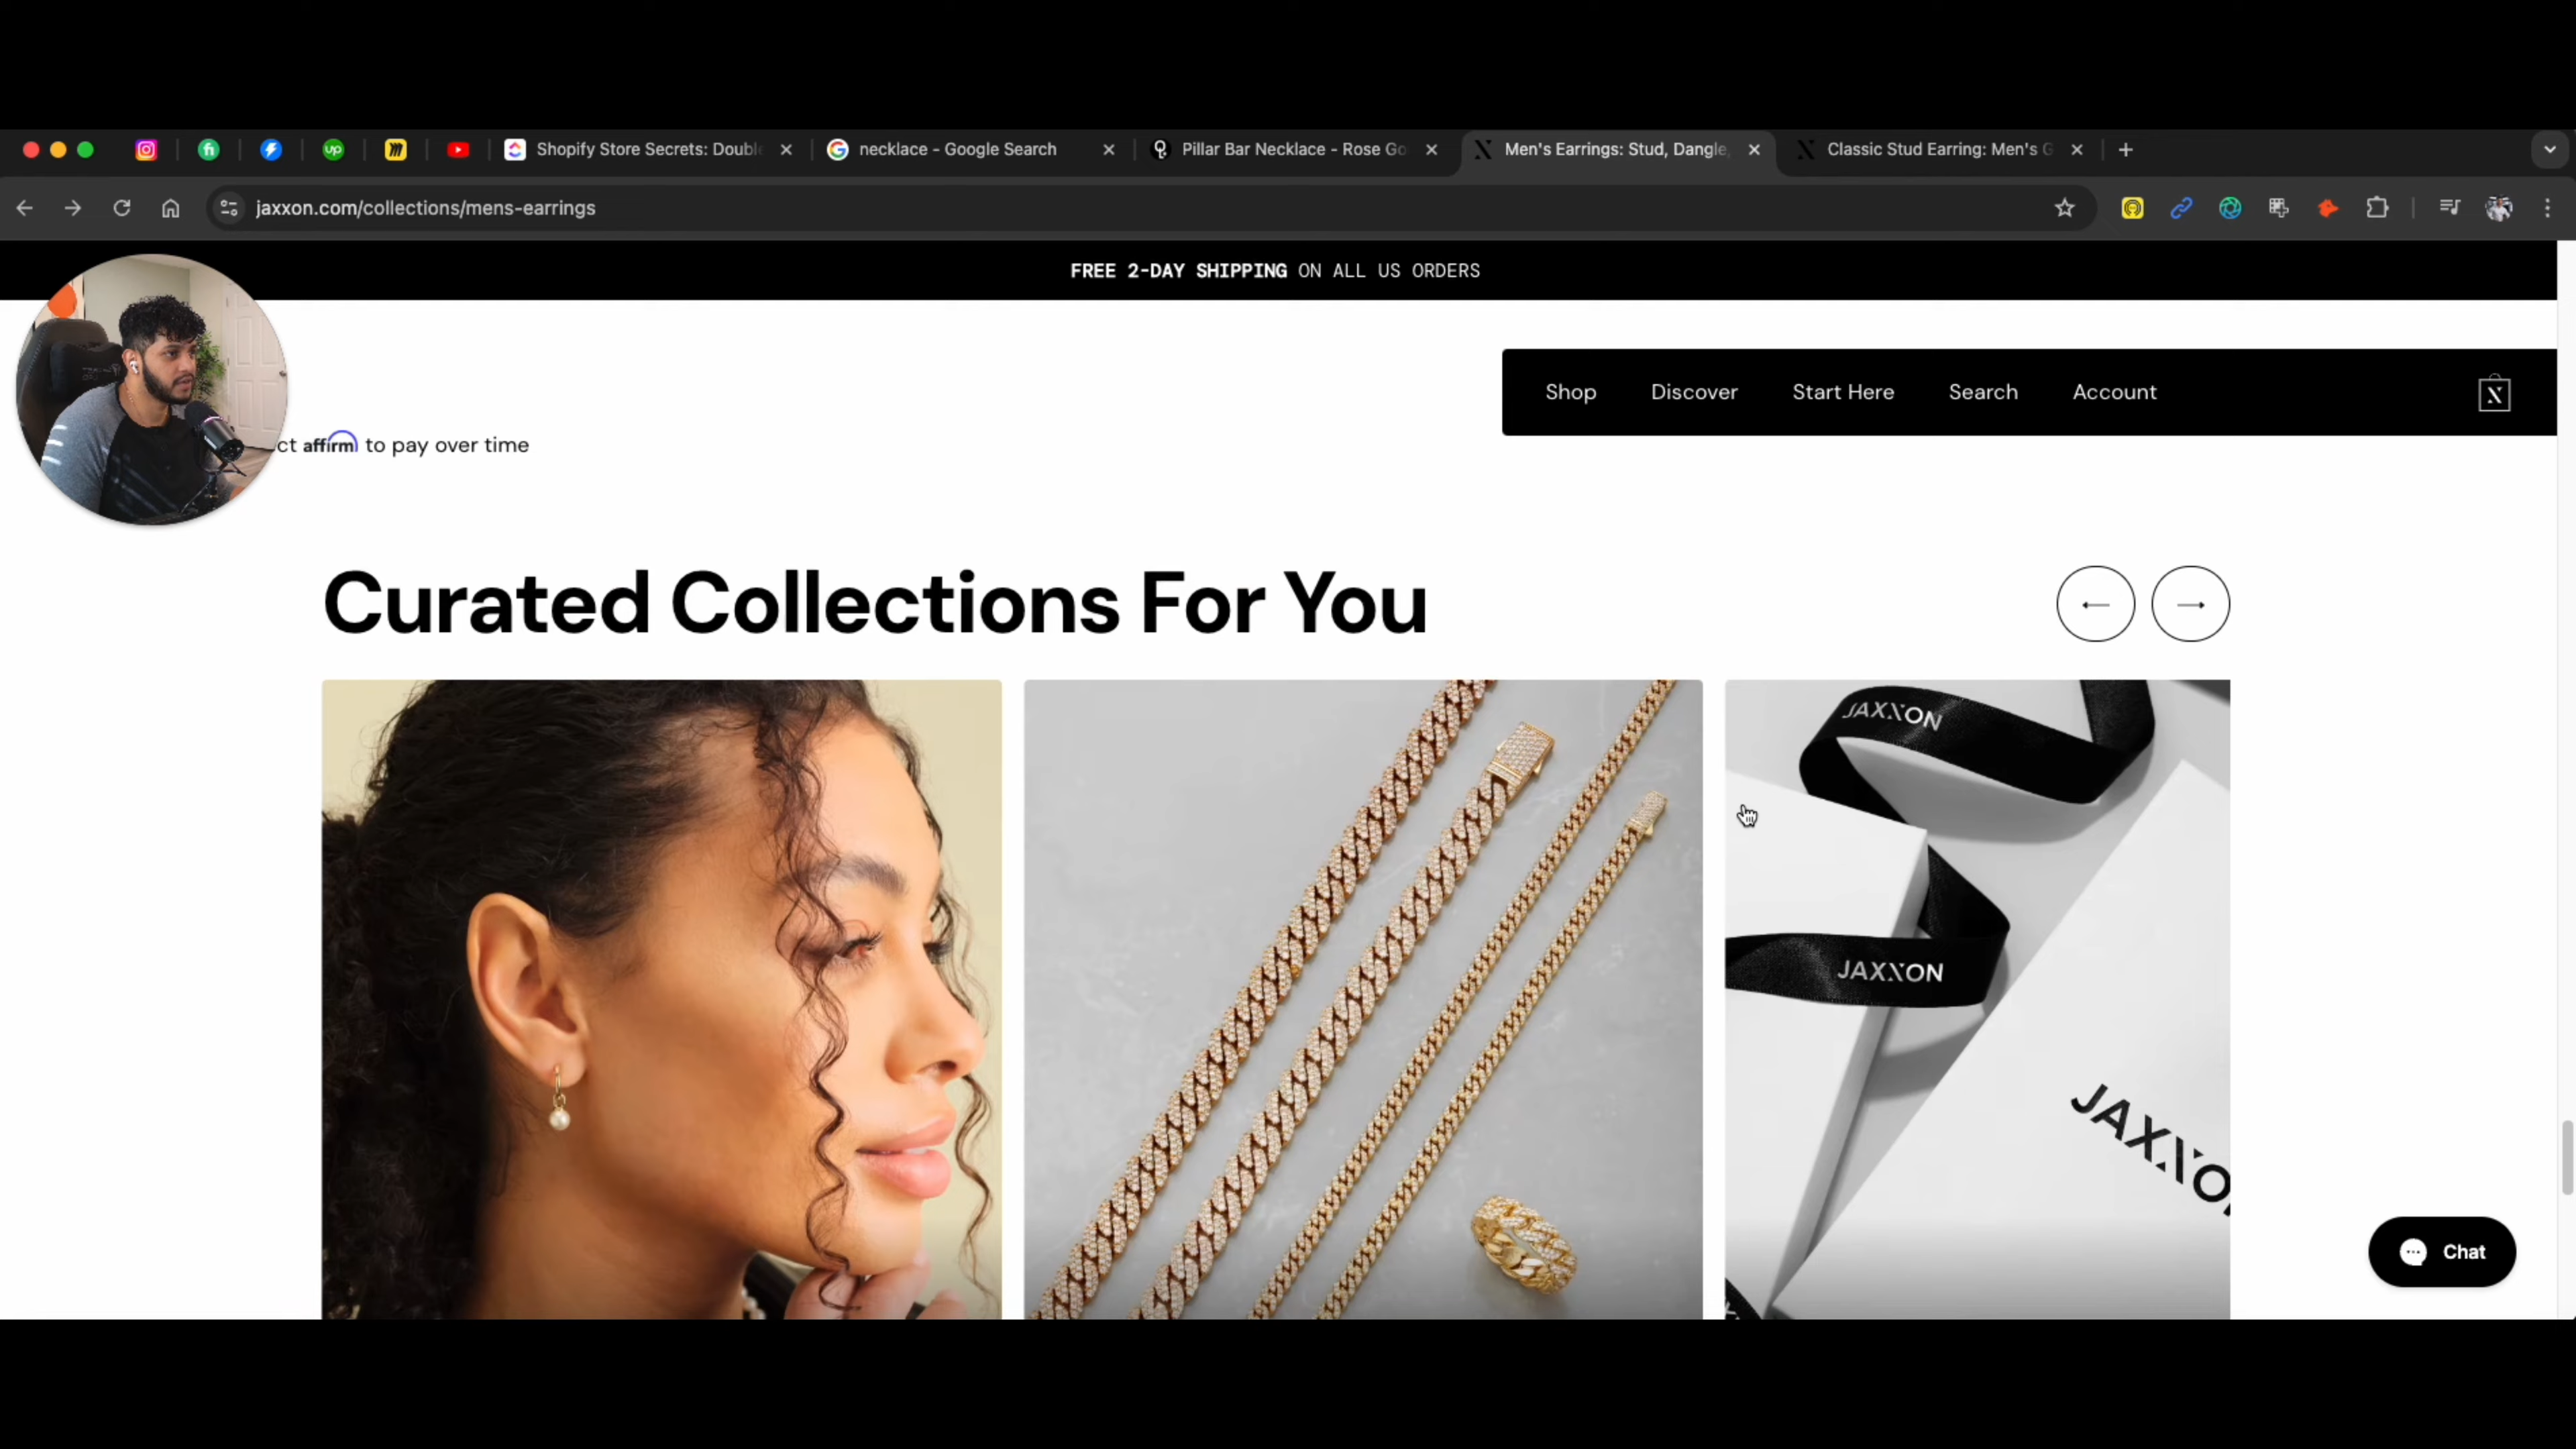 Shopify Store Secrets: Double
necklace - Google Search
Pillar Bar Necklace - Rose Go
Men's Earrings: Stud, Dangle,
Classic Stud Earring: Men's G
jaxxon.com/collections/mens-earrings
FREE 2-DAY SHIPPING ON ALL US ORDERS
Shop
Discover
Start Here
Search
Account
ct affirm to pay over time
Curated Collections For You
JAXXON
JAXXON
JAXXO
Chat